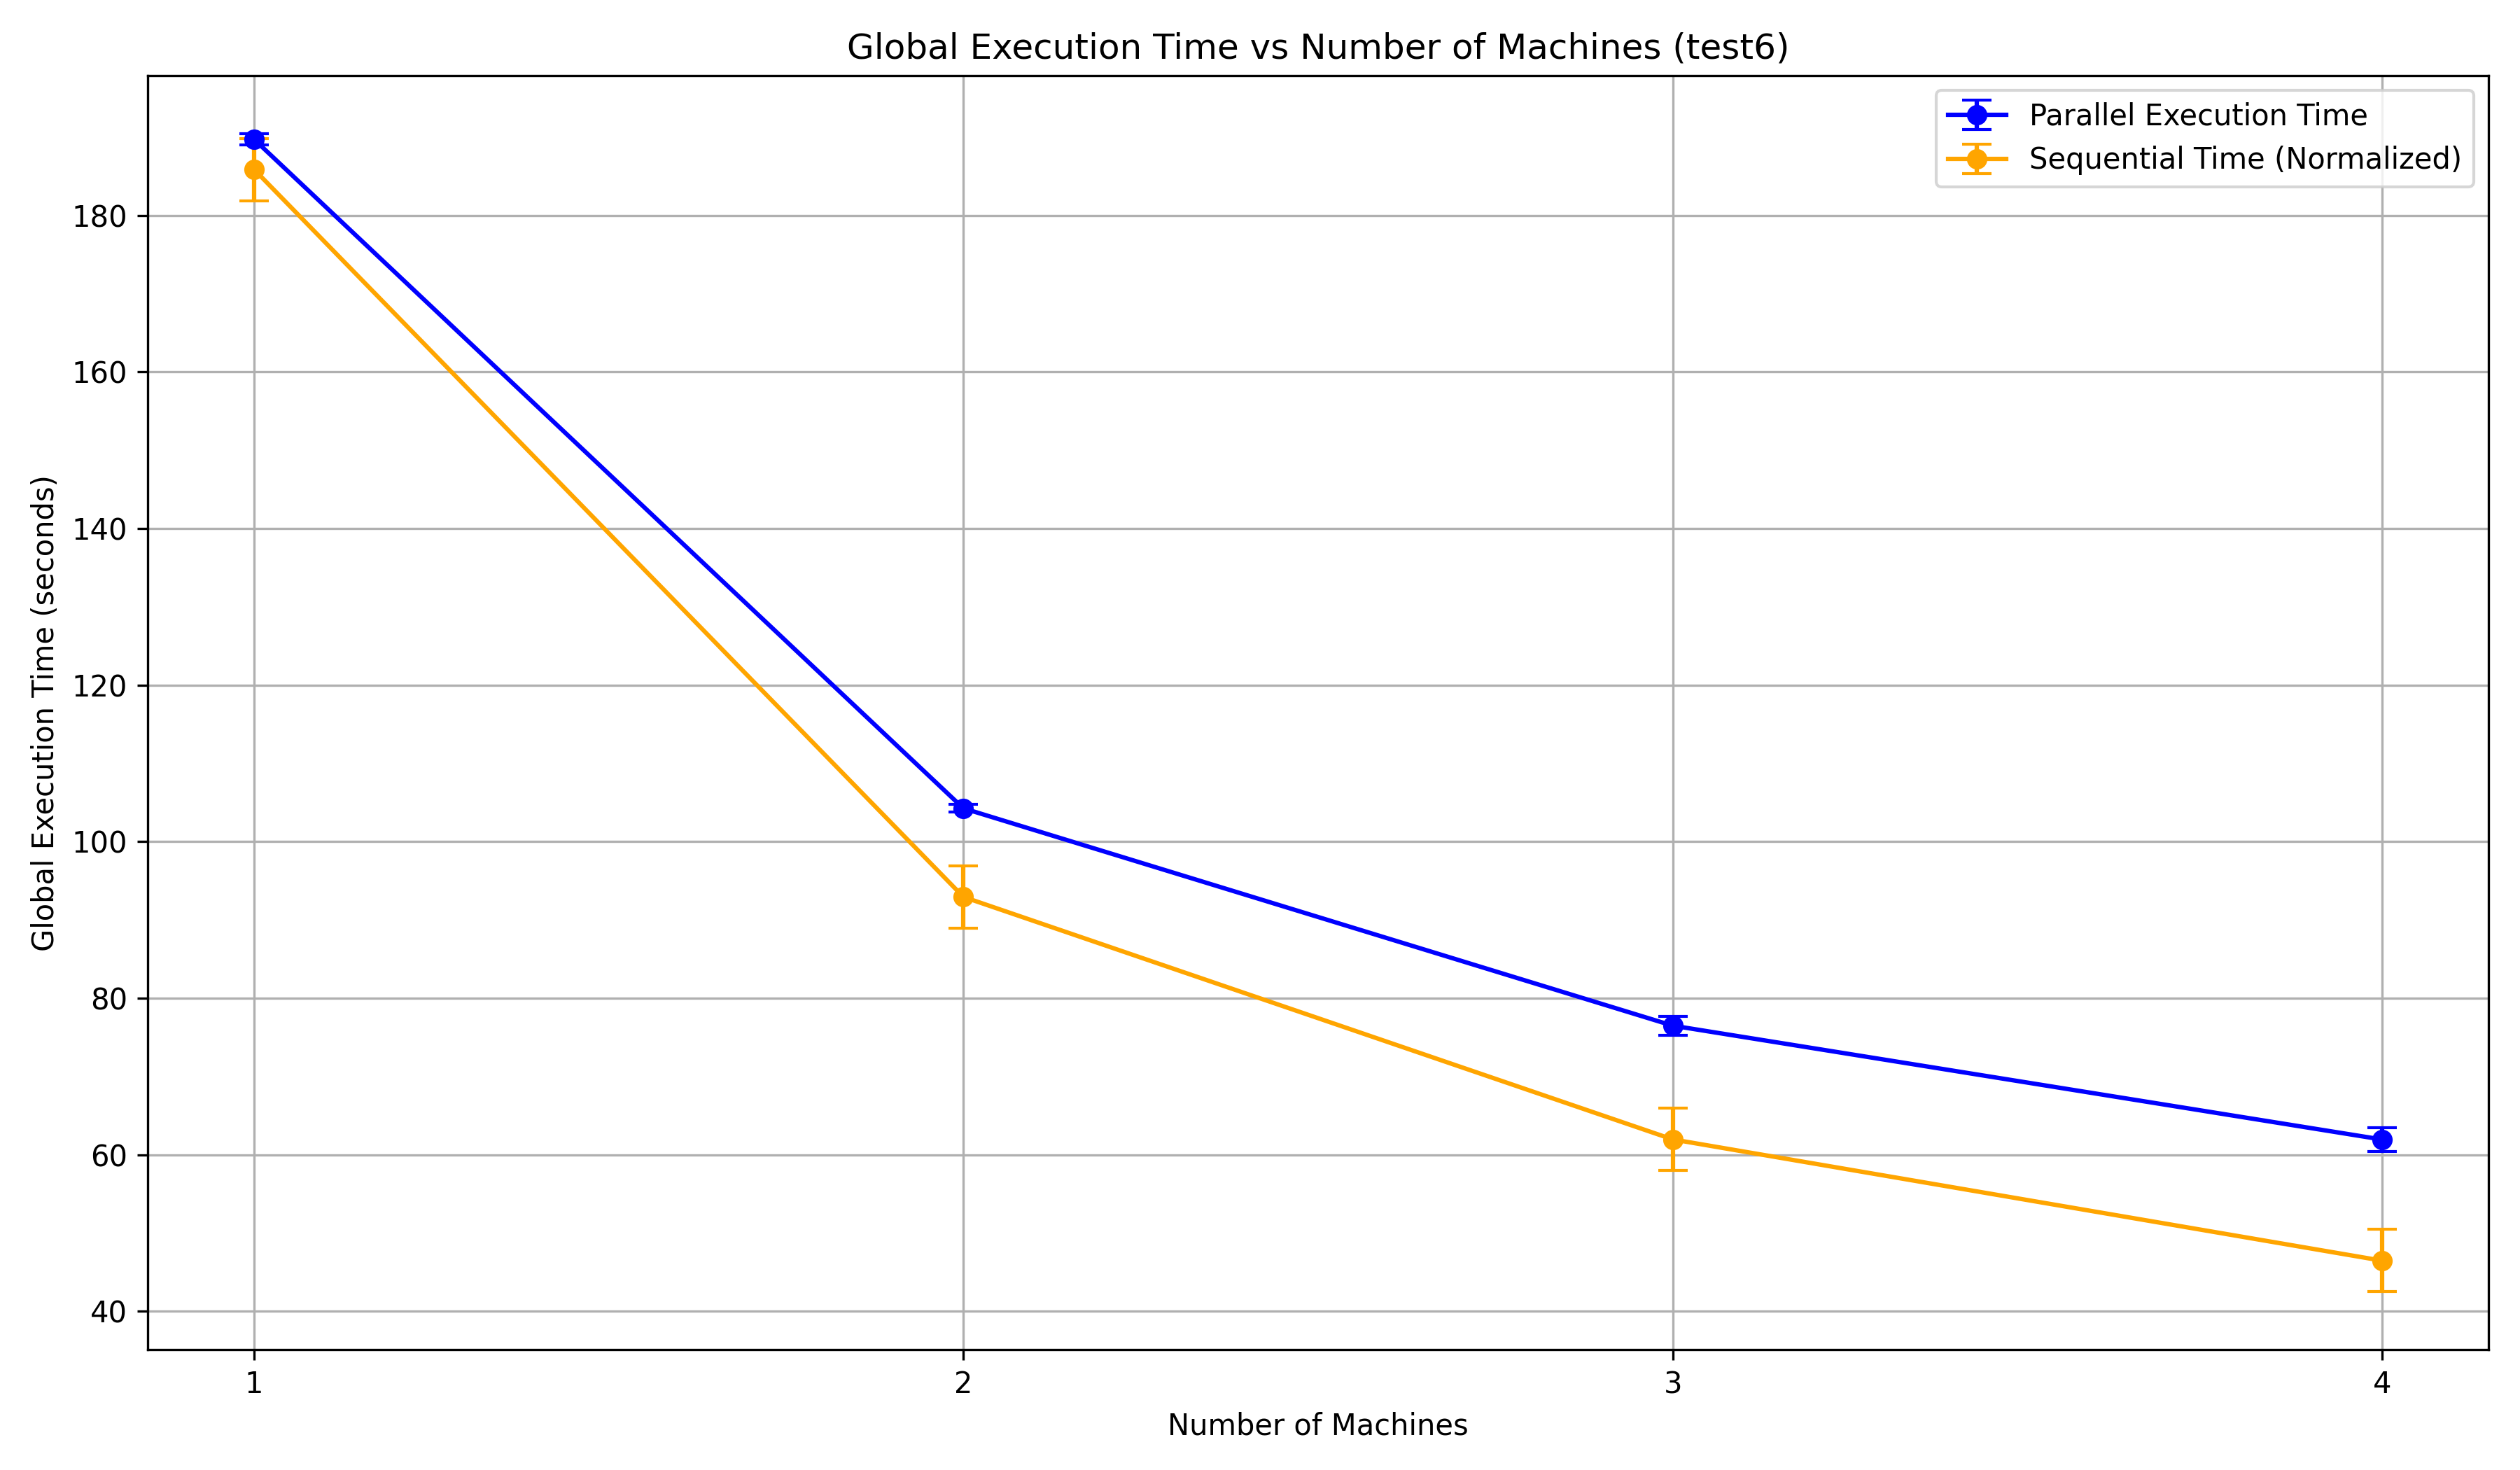 Global Execution Time vs Number of Machines (test6)
Parallel Execution Time
Sequential Time (Normalized)
Global Execution Time (seconds)
180
160
140
120
100
80
60
40
1 2 3 4
Number of Machines